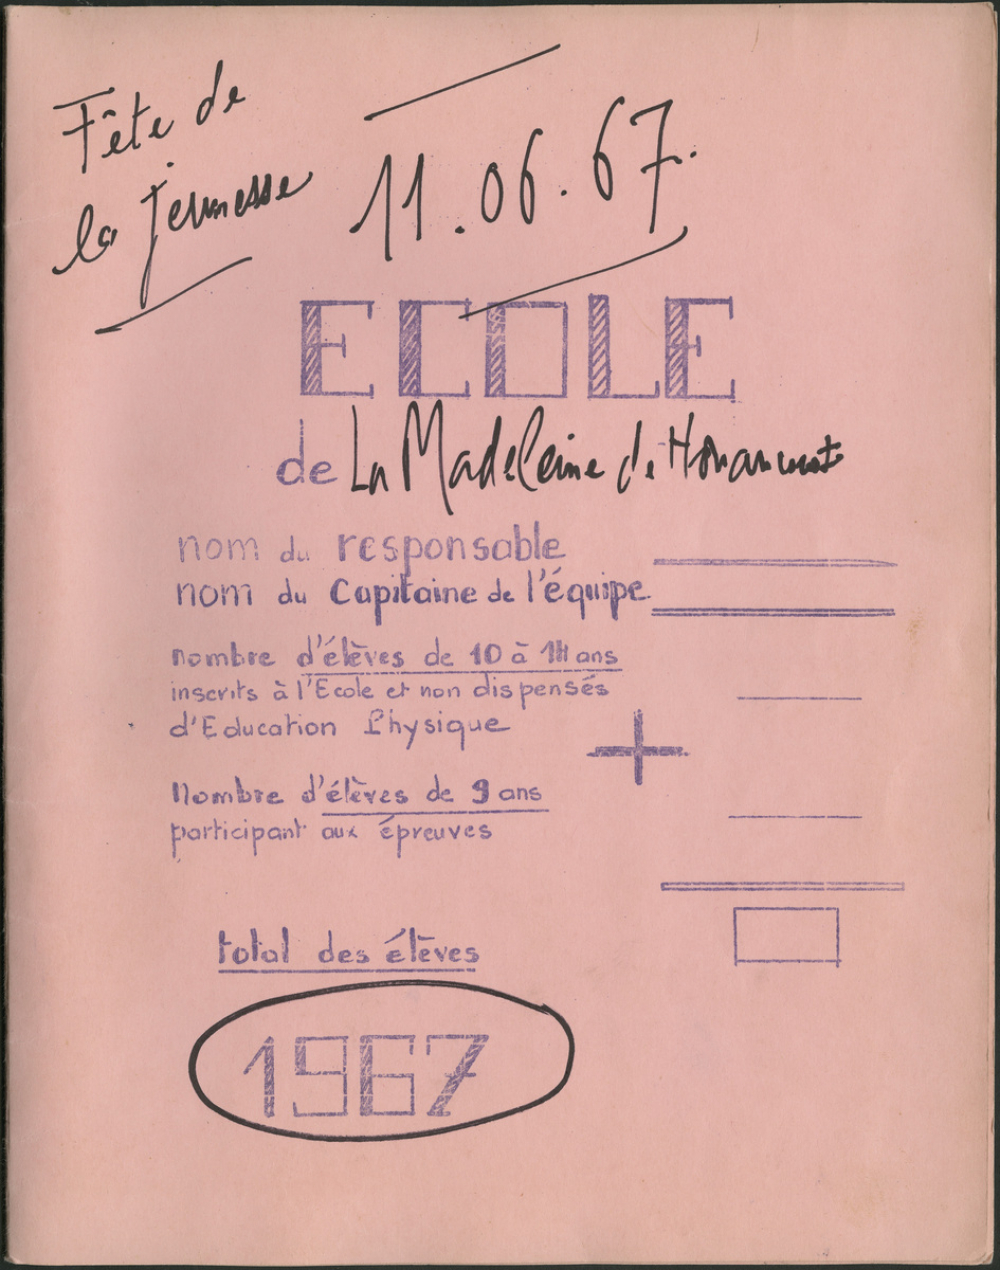 Fête de
la jeunesse
11.06.67.
ECOLE
de La Madeleine de Nonancourt
nom du responsable
nom du Capitaine de l'équipe
nombre d'élèves de 10 à 14 ans
inscrits à l'Ecole et non dispensés
d'Education Physique
+
Nombre d'élèves de 9 ans
participant aux épreuves
total des élèves
1967